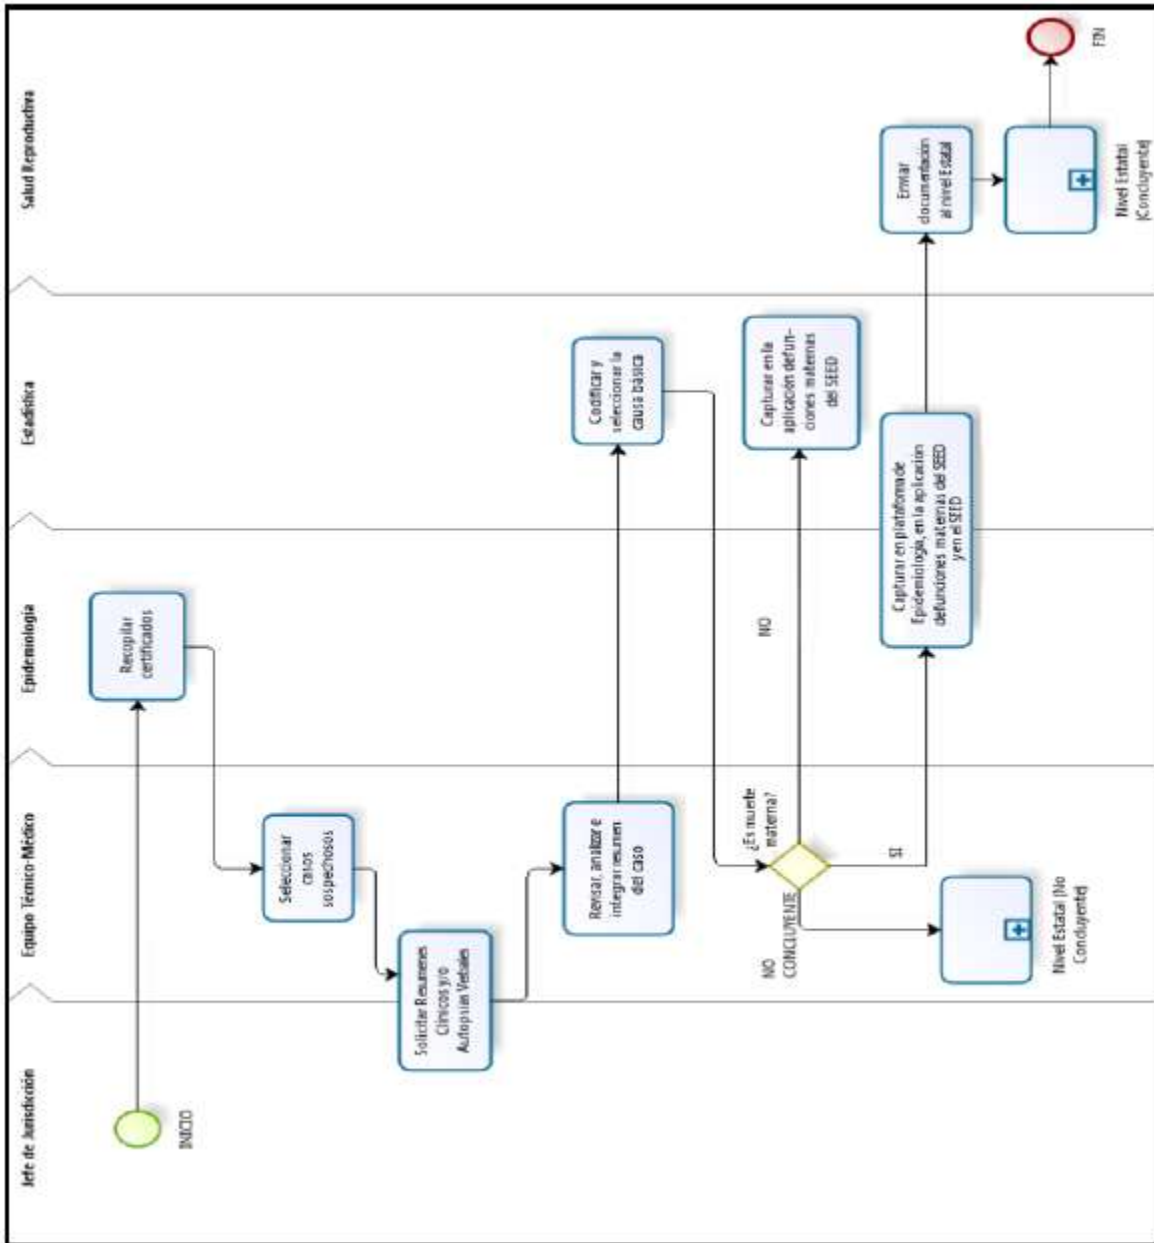 Jefe de Jurisdicción
Equipo Técnico-Médico
Epidemiología
Estadística
Salud Reproductiva
INICIO
Recopilar
certificados
Seleccionar
casos
sospechosos
Solicitar Resumenes
Clínicos y/o
Autopsias Verbales
Revisar, analizar e
integrar resumen
del caso
Codificar y
seleccionar la
causa básica
¿Es muerte
materna?
NO
Capturar en la
aplicación defun-
ciones maternas
del SEED
NO
CONCLUYENTE
Nivel Estatal (No
Concluyente)
SI
Capturar en plataforma de
Epidemiología, en la aplicación
defunciones maternas del SEED
y en el SEED
Enviar
documentación
al nivel Estatal
Nivel Estatal
(Concluyente)
FIN